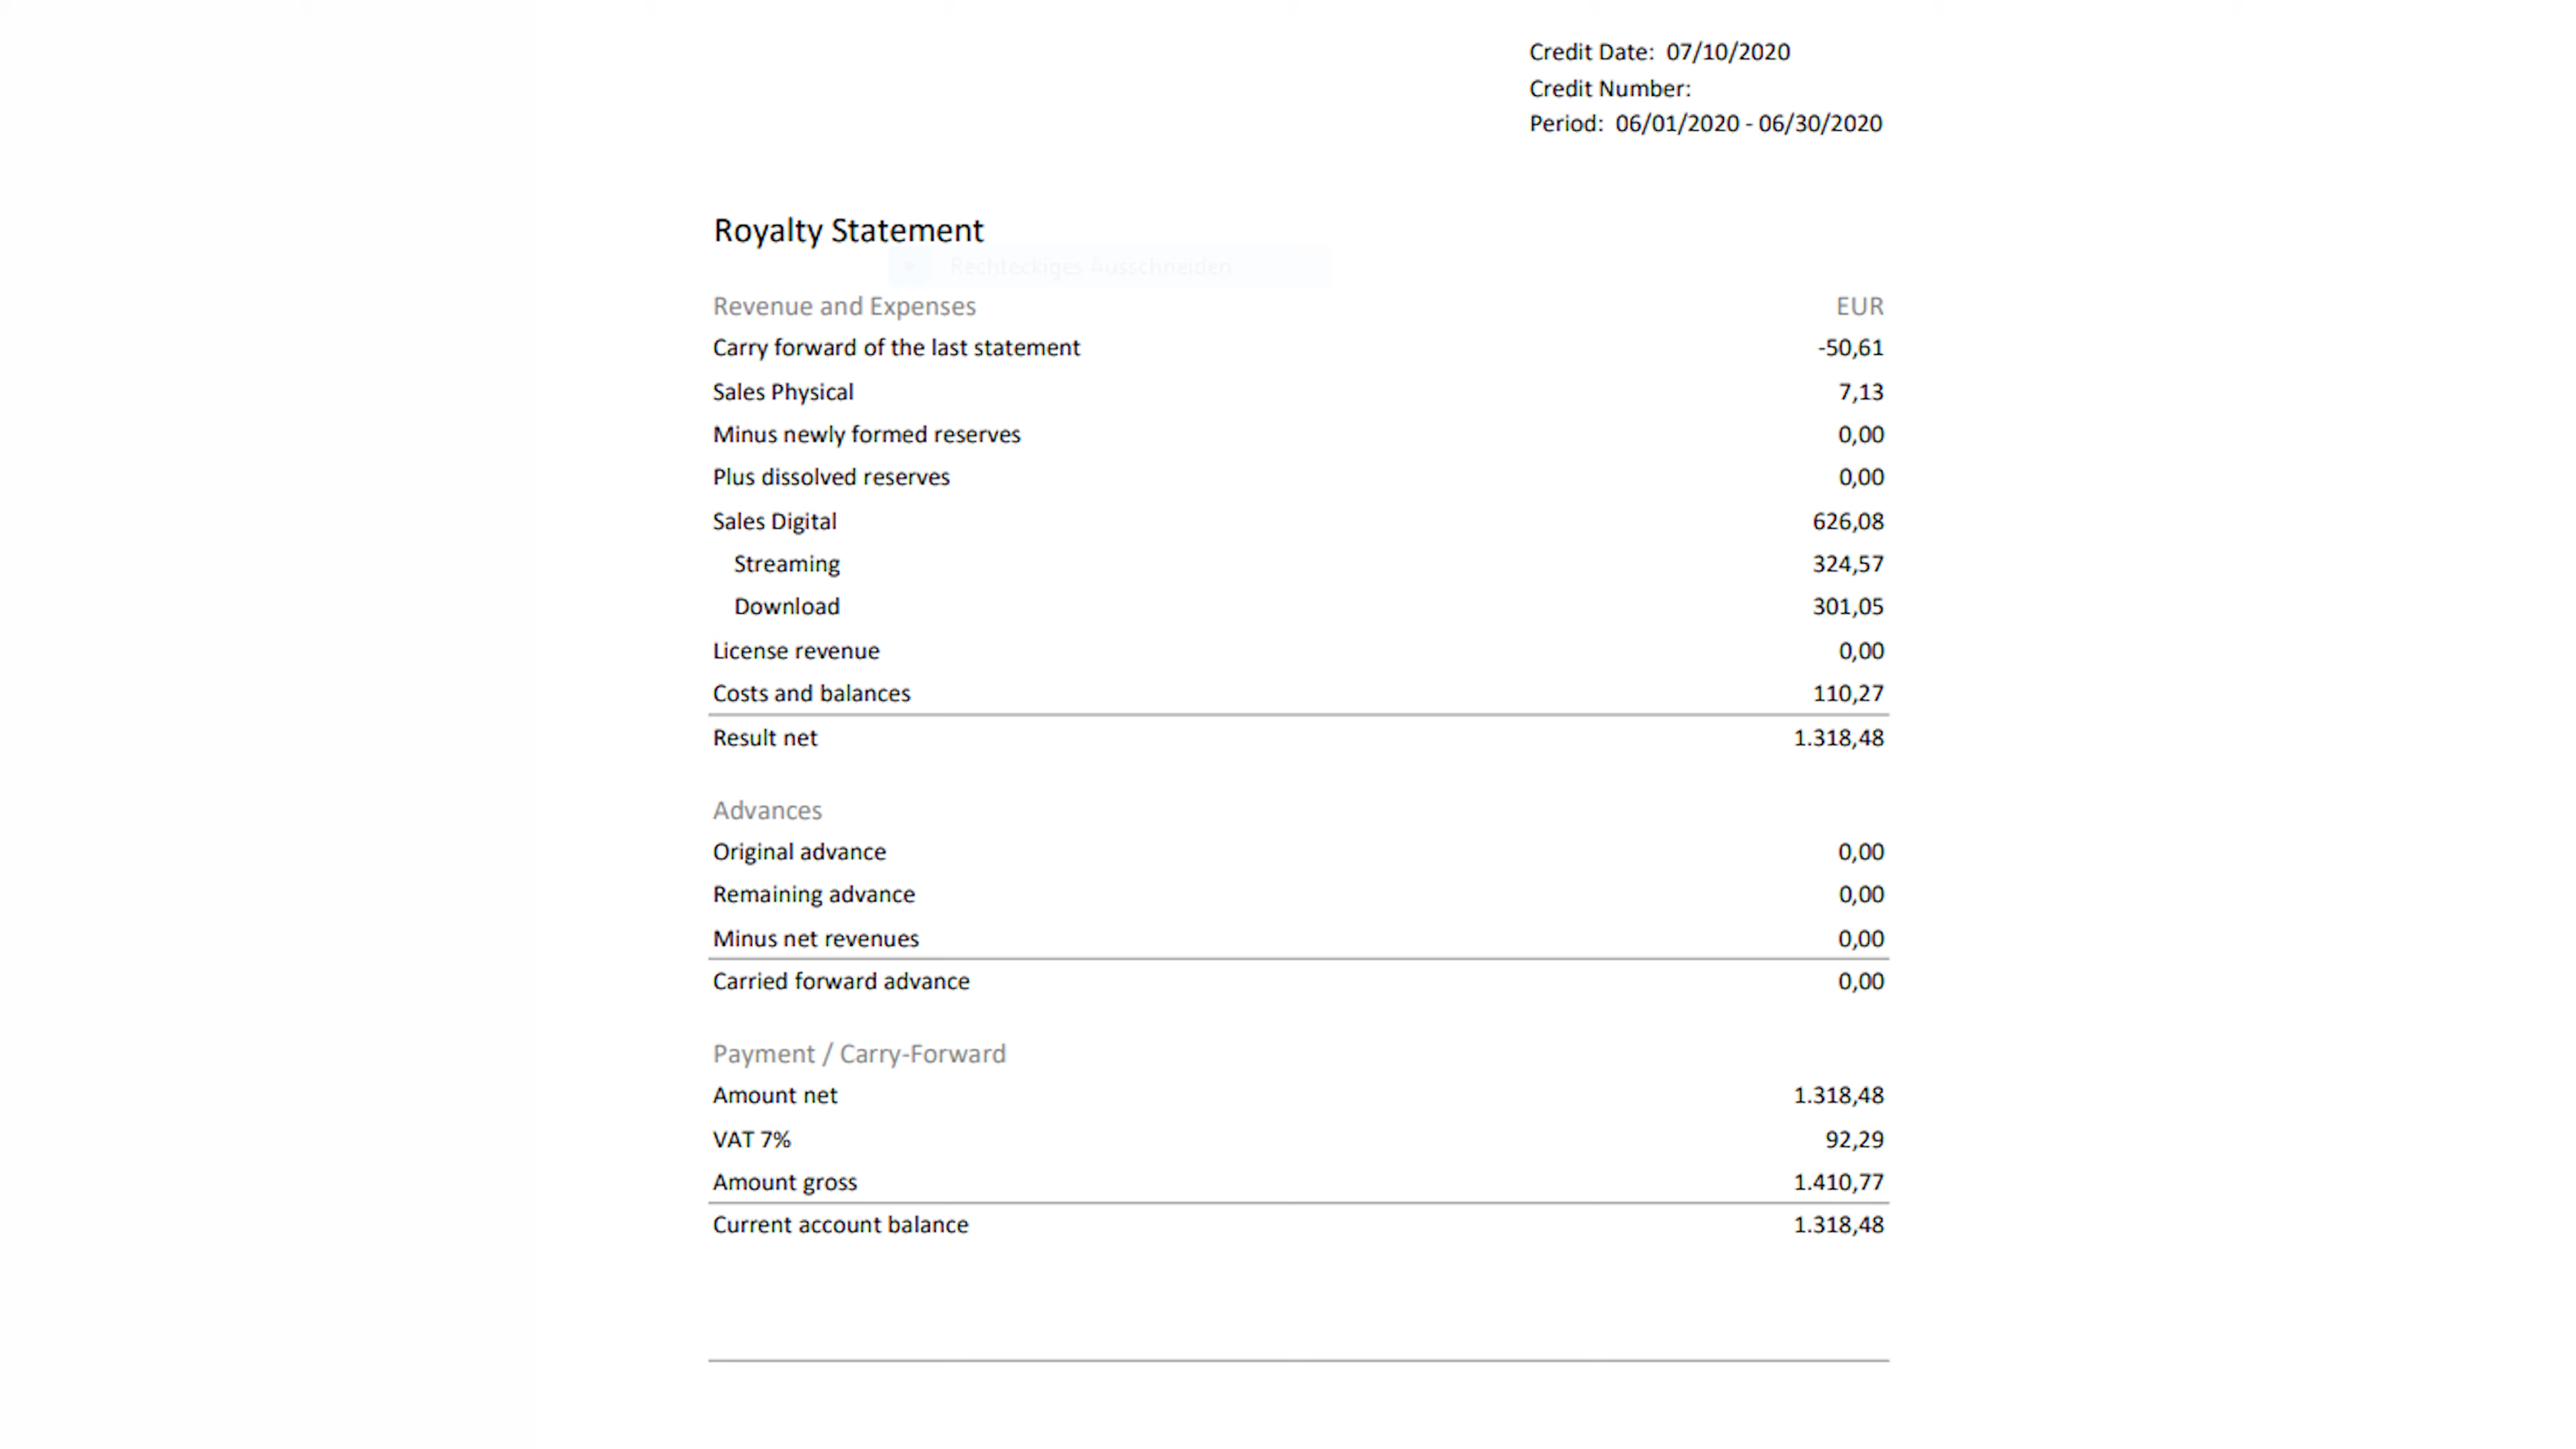 Credit Date: 07/10/2020
Credit Number:
Period: 06/01/2020 - 06/30/2020
Royalty Statement
Rechteckiges Ausschneiden
Revenue and Expenses EUR
Carry forward of the last statement -50,61
Sales Physical 7,13
Minus newly formed reserves 0,00
Plus dissolved reserves 0,00
Sales Digital 626,08
Streaming 324,57
Download 301,05
License revenue 0,00
Costs and balances 110,27
Result net 1.318,48
Advances
Original advance 0,00
Remaining advance 0,00
Minus net revenues 0,00
Carried forward advance 0,00
Payment / Carry-Forward
Amount net 1.318,48
VAT 7% 92,29
Amount gross 1.410,77
Current account balance 1.318,48